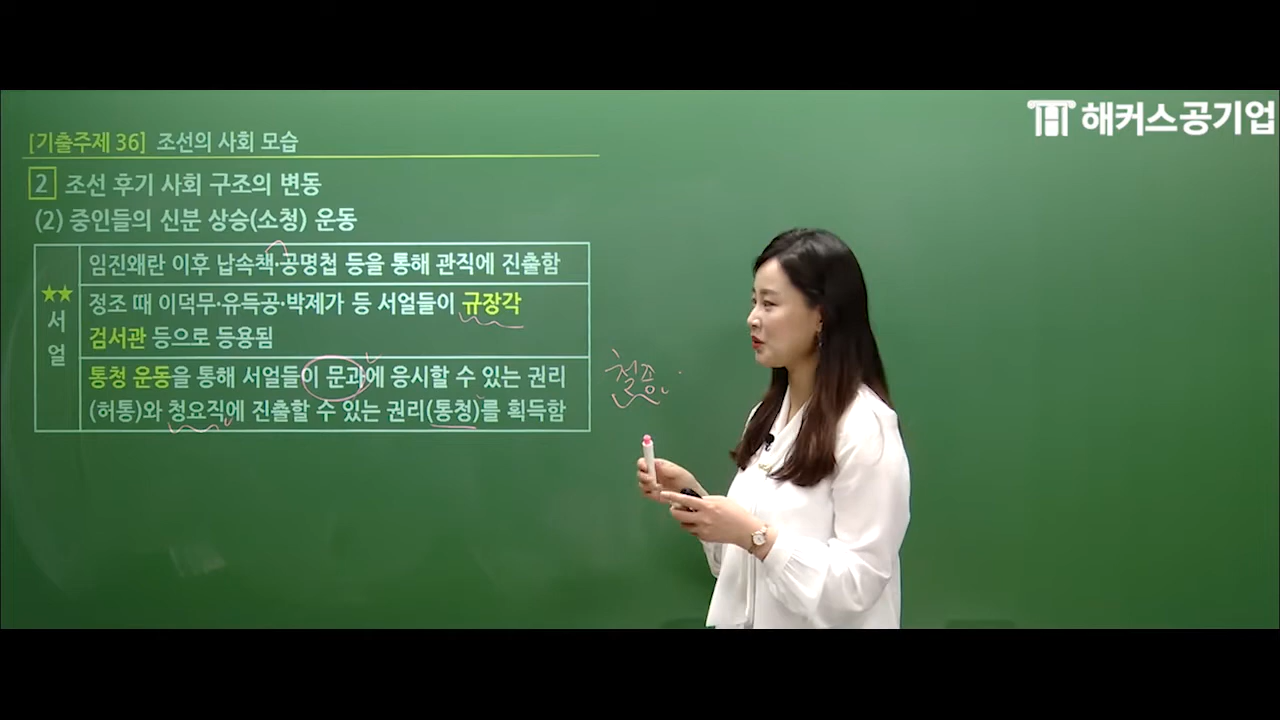 해커스공기업
[기출주제 36] 조선의 사회 모습
2 조선 후기 사회 구조의 변동
(2) 중인들의 신분 상승(소청) 운동
★★
서
얼
임진왜란 이후 납속책·공명첩 등을 통해 관직에 진출함
정조 때 이덕무·유득공·박제가 등 서얼들이 규장각
검서관 등으로 등용됨
통청 운동을 통해 서얼들이 문과에 응시할 수 있는 권리
(허통)와 청요직에 진출할 수 있는 권리(통청)를 획득함
철종